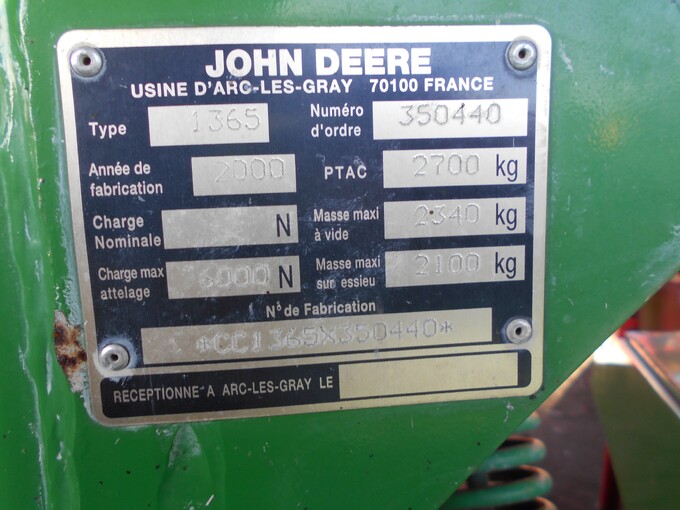 JOHN DEERE
USINE D'ARC-LES-GRAY 70100 FRANCE
Type 1365 Numéro d'ordre 350440
Année de fabrication 2000 PTAC 2700 kg
Charge Nominale N Masse maxi à vide 2340 kg
Charge max attelage 6000 N Masse maxi sur essieu 2100 kg
N° de Fabrication
*CC1365X350440*
RECEPTIONNE A ARC-LES-GRAY LE